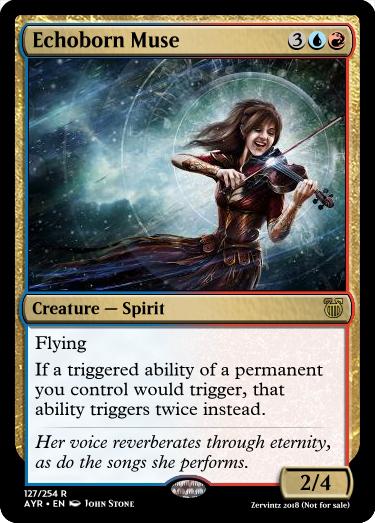 Echoborn Muse 3
Creature — Spirit
Flying
If a triggered ability of a permanent
you control would trigger, that
ability triggers twice instead.
Her voice reverberates through eternity,
as do the songs she performs.
2/4
127/254 R
AYR • EN John Stone
Zervintz 2018 (Not for sale)